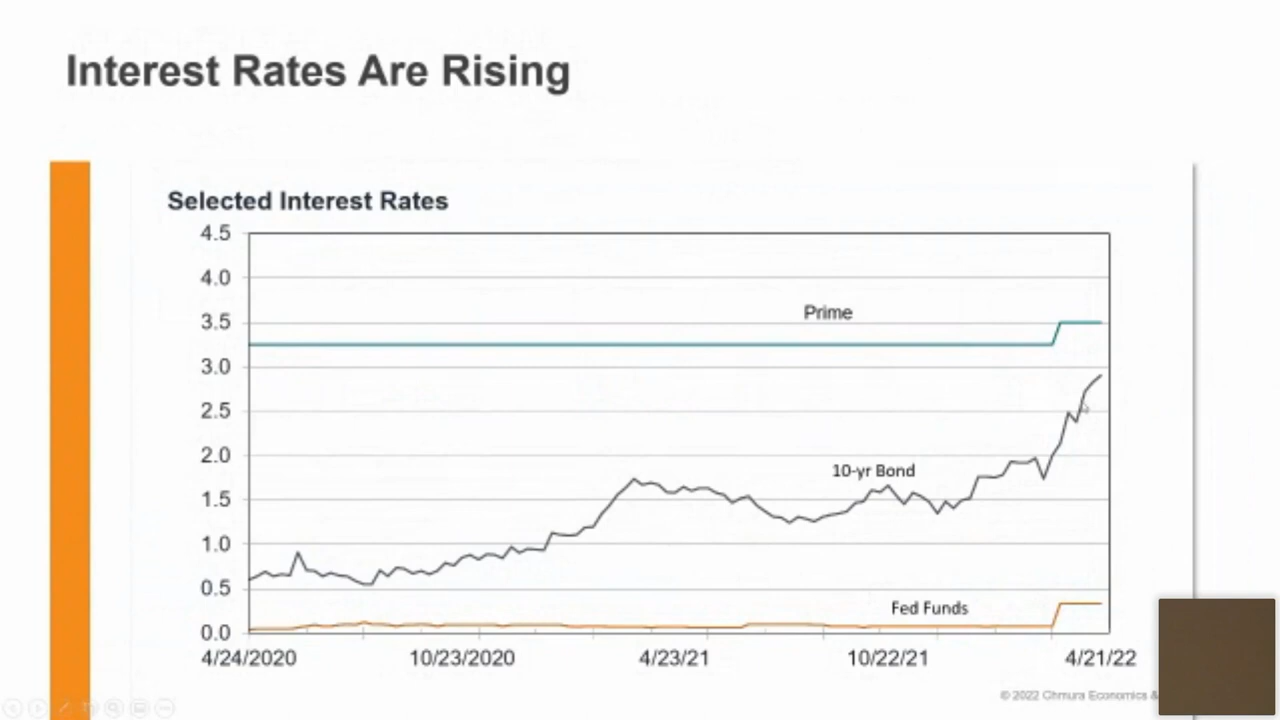 Interest Rates Are Rising
Selected Interest Rates
4.5
4.0
3.5
3.0
2.5
2.0
1.5
1.0
0.5
0.0
Prime
10-yr Bond
Fed Funds
4/24/2020 10/23/2020 4/23/21 10/22/21 4/21/22
© 2022 Chmura Economics &